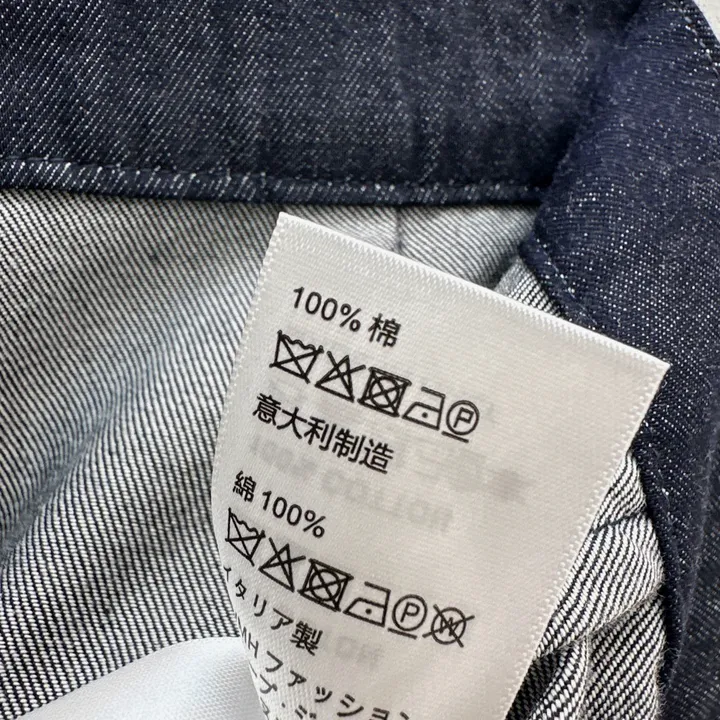 100% 棉
P
意大利制造
綿 100%
P W
イタリア製
MH ファッション